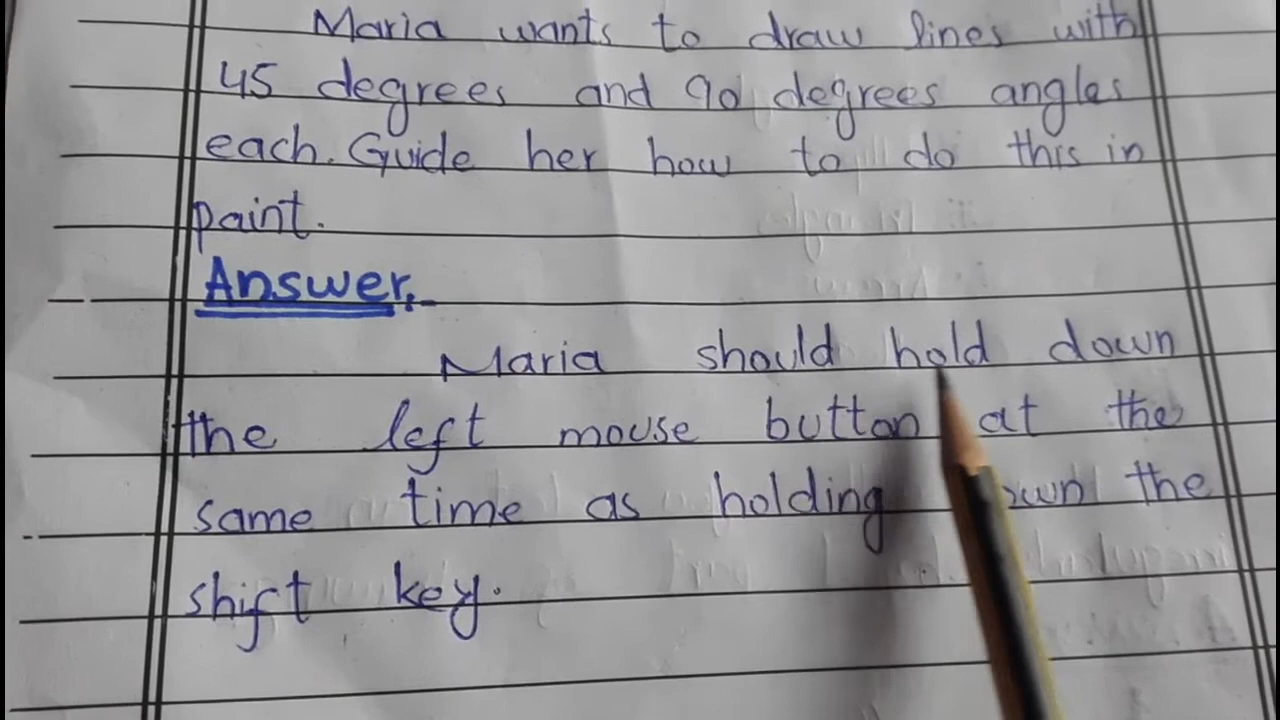 Maria wants to draw lines with
45 degrees and 90 degrees angles
each. Guide her how to do this in
paint.
Answer.
Maria should hold down
the left mouse button at the
same time as holding the
shift key.